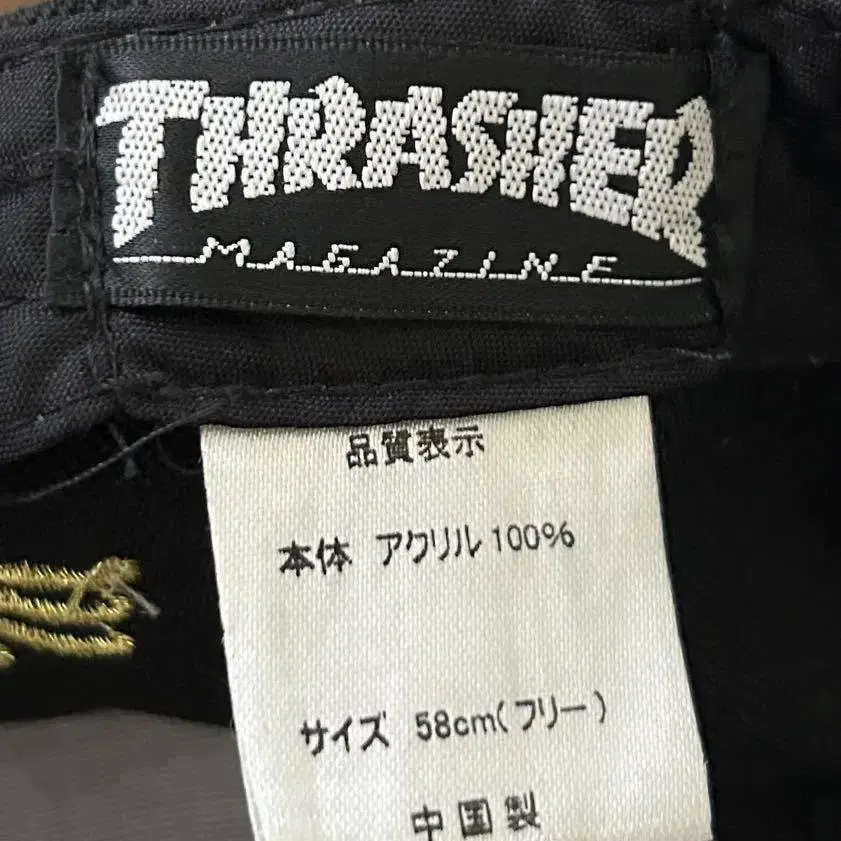 THRASHER
MAGAZINE
品質表示
本体 アクリル 100%
サイズ 58cm(フリー)
中国製